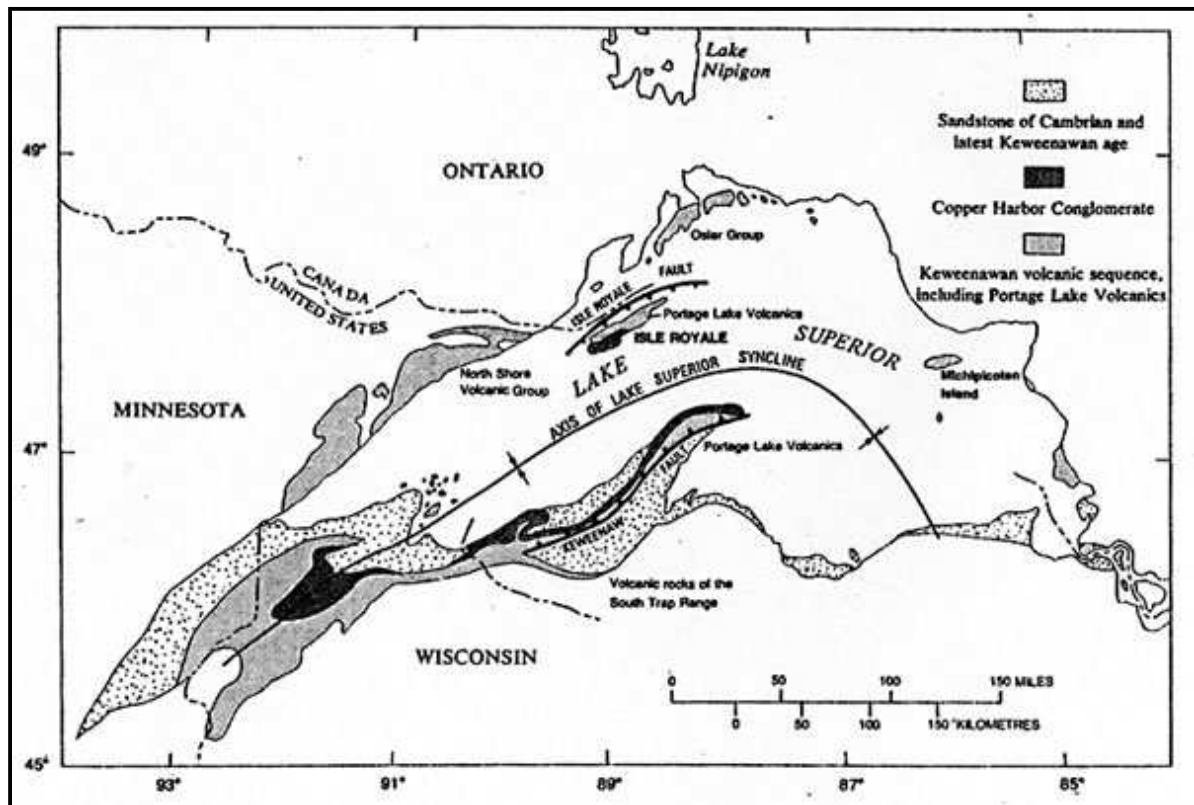 Lake
Nipigon
Sandstone of Cambrian and
latest Keweenawan age
49°
ONTARIO
Copper Harbor Conglomerate
Osler Group
Keweenawan volcanic sequence,
including Portage Lake Volcanics
CANADA
UNITED STATES
ISLE ROYALE FAULT
Portage Lake Volcanics
ISLE ROYALE
LAKE SUPERIOR
North Shore
Volcanic Group
Michipicoten
Island
AXIS OF LAKE SUPERIOR SYNCLINE
MINNESOTA
47°
Portage Lake Volcanics
KEWEENAW FAULT
Volcanic rocks of the
South Trap Range
WISCONSIN
0 50 100 150 MILES
0 50 100 150 KILOMETRES
45°
93° 91° 89° 87° 85°